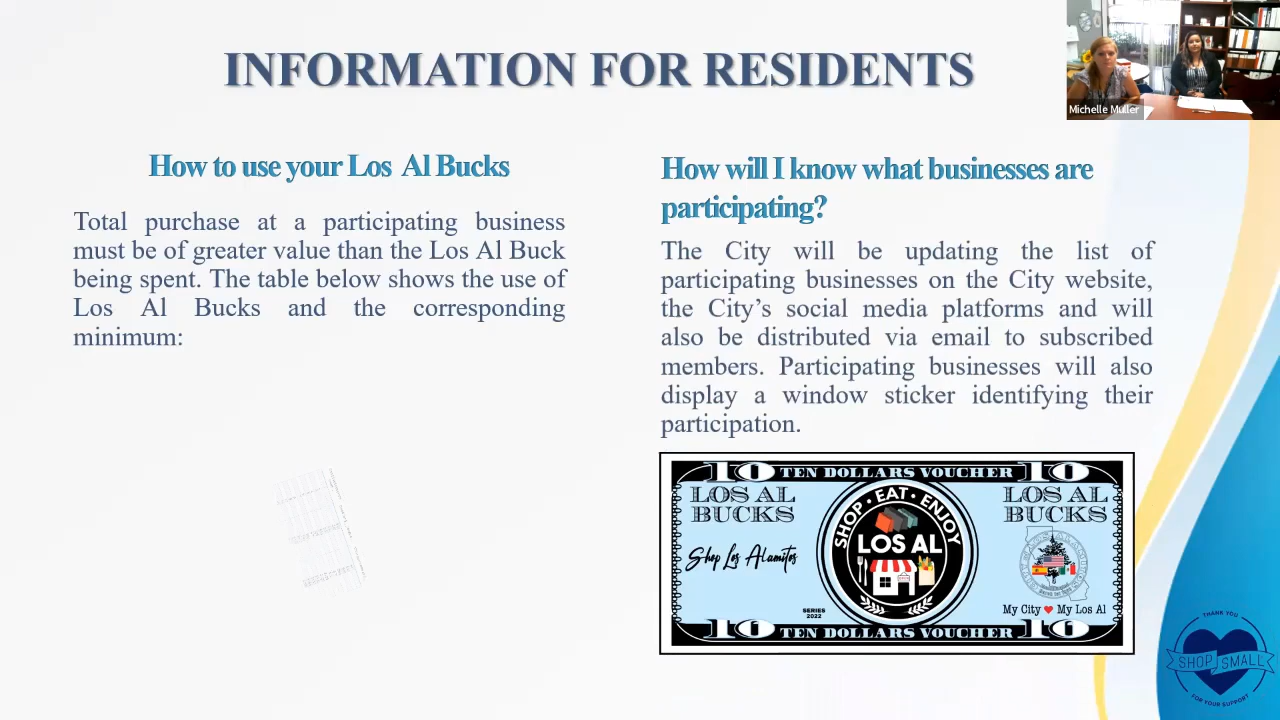 INFORMATION FOR RESIDENTS
Michelle Muller
How to use your Los Al Bucks
Total purchase at a participating business
must be of greater value than the Los Al Buck
being spent. The table below shows the use of
Los Al Bucks and the corresponding
minimum:
How will I know what businesses are
participating?
The City will be updating the list of
participating businesses on the City website,
the City's social media platforms and will
also be distributed via email to subscribed
members. Participating businesses will also
display a window sticker identifying their
participation.
10 TEN DOLLARS VOUCHER 10
LOS AL
BUCKS
Shop Los Alamitos
SHOP • EAT • ENJOY
LOS AL
LOS AL
BUCKS
SERIES
2022
My City ♥ My Los Al
10 TEN DOLLARS VOUCHER 10
THANK YOU
SHOP SMALL
FOR YOUR SUPPORT